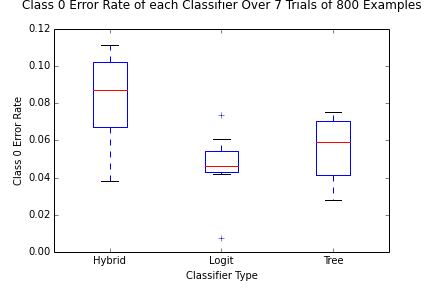 Class 0 Error Rate of each Classifier Over 7 Trials of 800 Examples
0.12
0.10
0.08
0.06
0.04
0.02
0.00
Class 0 Error Rate
Hybrid Logit Tree
Classifier Type